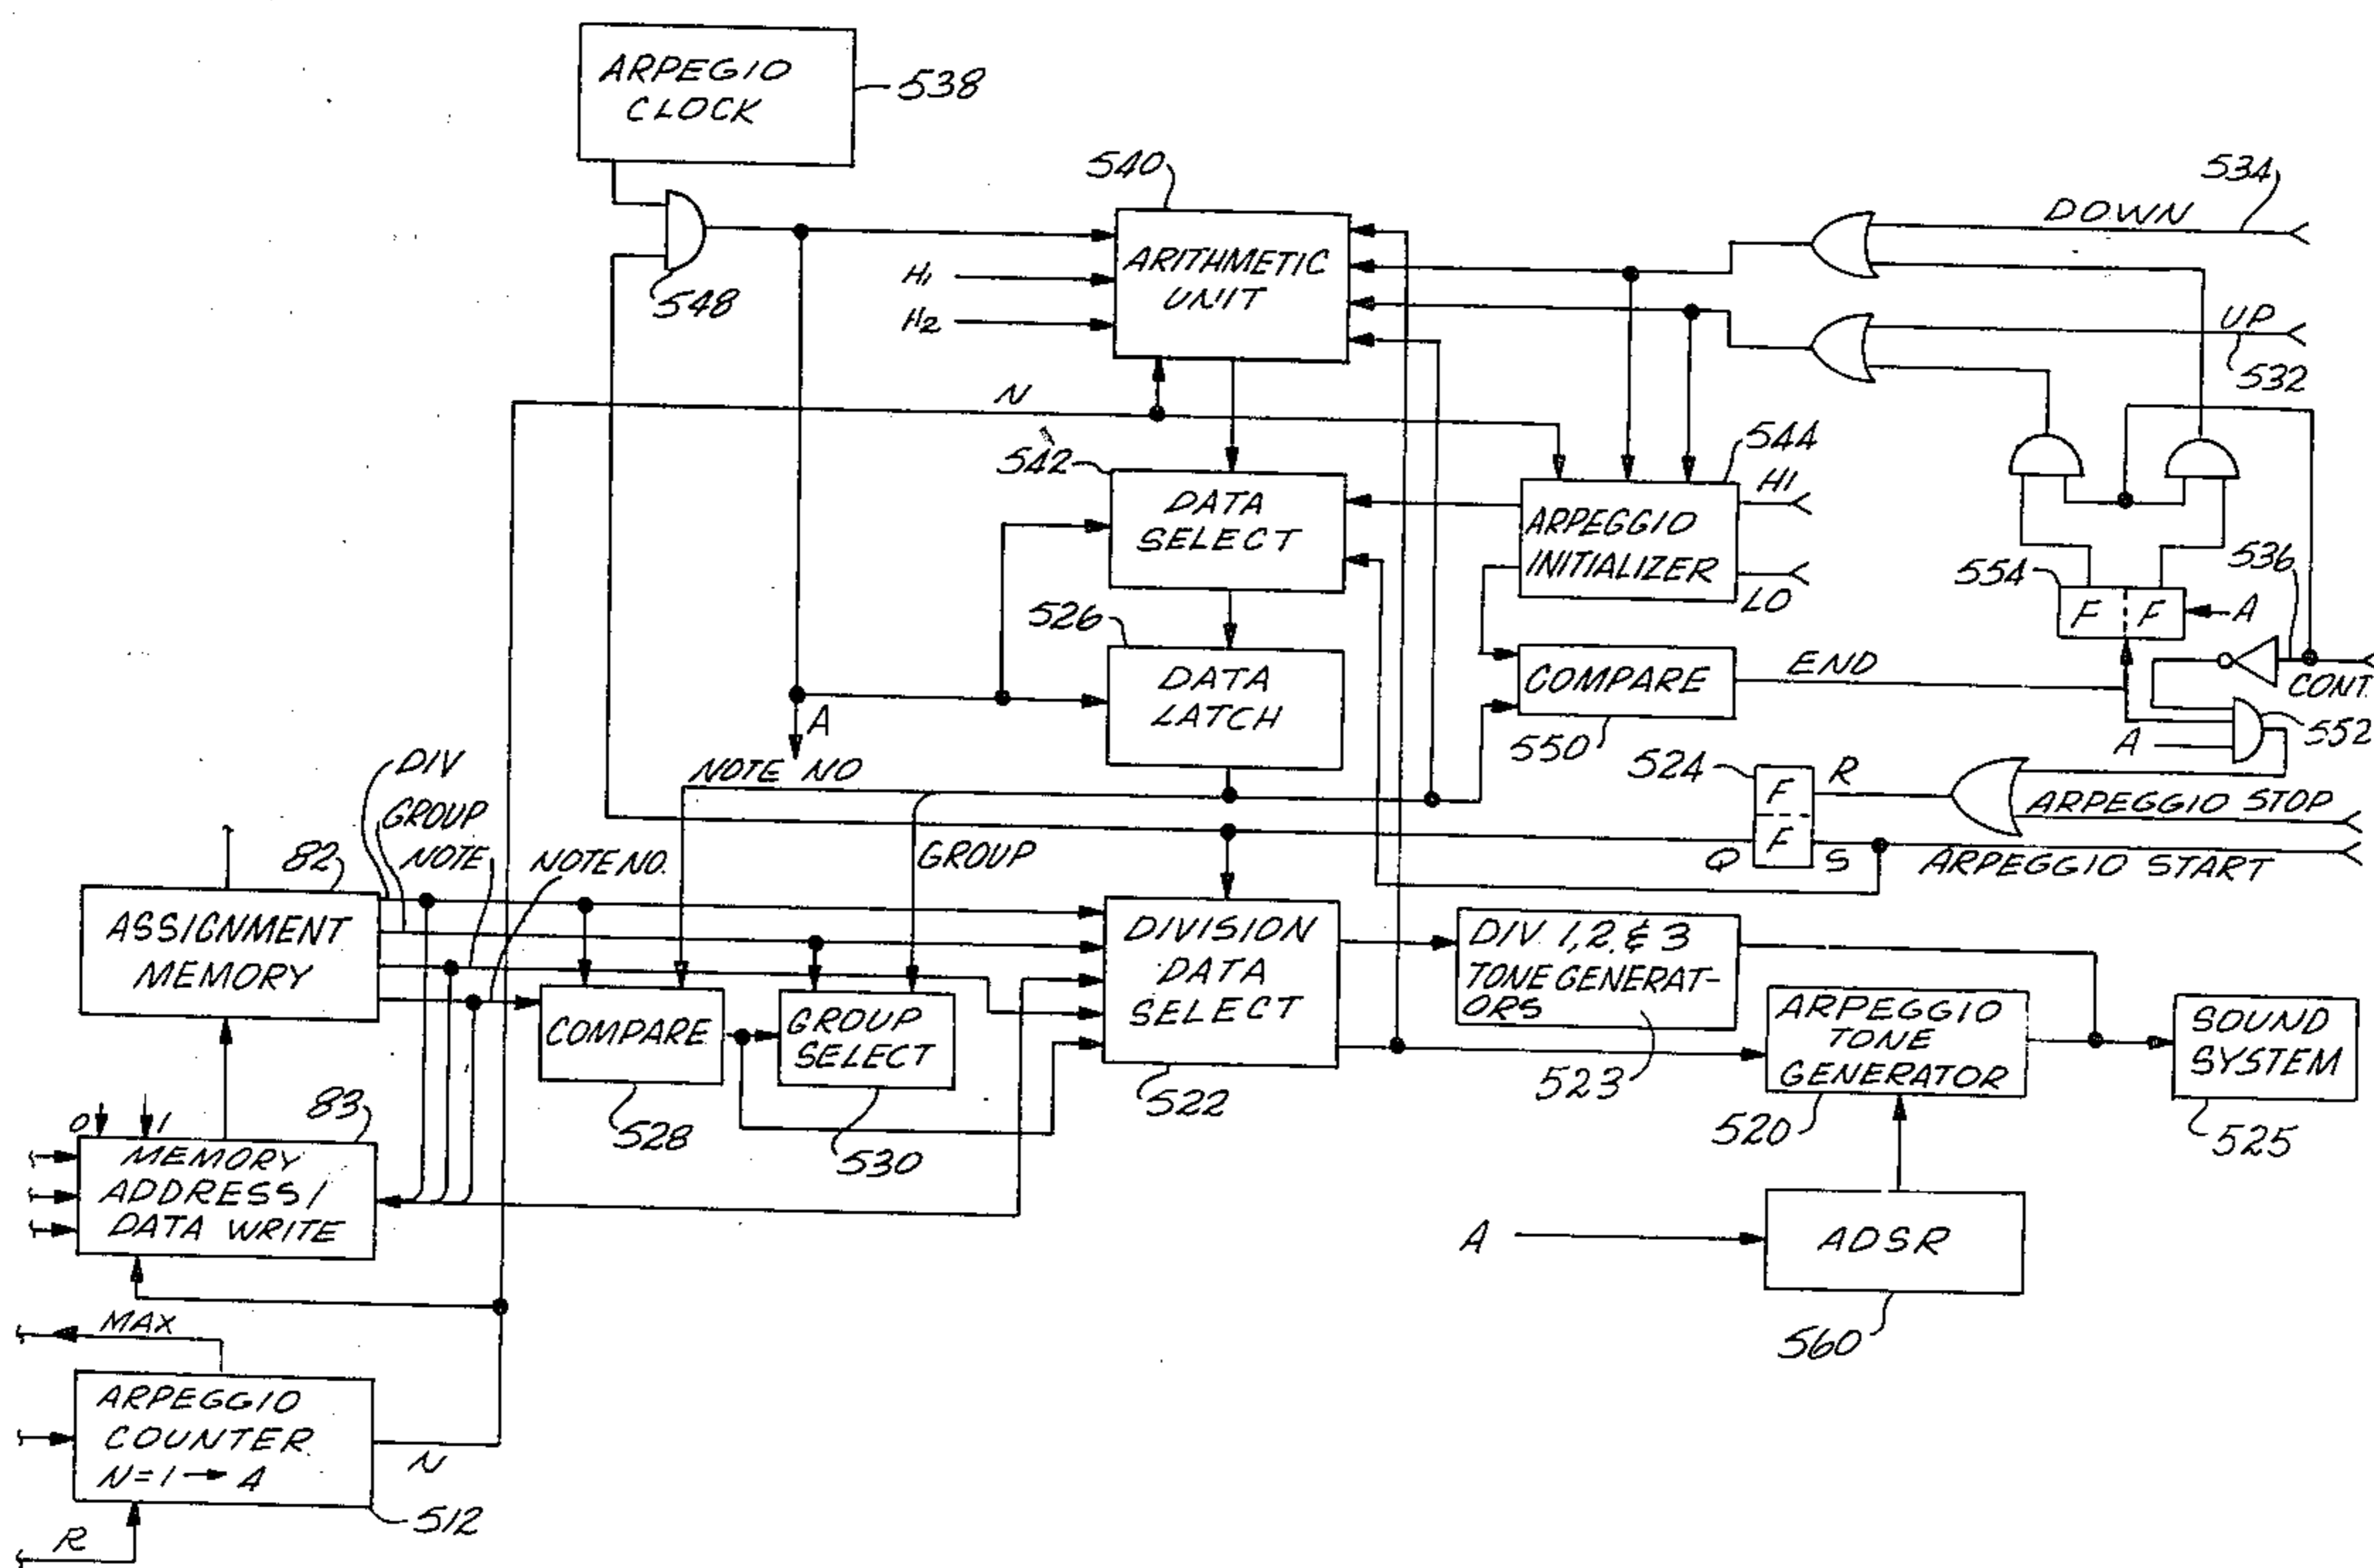 ARPEGIO
CLOCK
538
540
534
DOWN
ARITHMETIC
UNIT
H1
H2
548
UP
532
N
542
544
HI
DATA
SELECT
ARPEGGIO
INITIALIZER
LO
536
554
F F
A
526
DATA
LATCH
COMPARE
END
CONT.
550
552
A
A
NOTE NO
DIV
GROUP
NOTE
NOTE NO.
GROUP
524
F
F
R
Q
S
ARPEGGIO STOP
ARPEGGIO START
82
ASSIGNMENT
MEMORY
COMPARE
528
GROUP
SELECT
530
DIVISION
DATA
SELECT
522
DIV 1, 2 & 3
TONE GENERAT-
ORS
523
ARPEGGIO
TONE
GENERATOR
520
SOUND
SYSTEM
525
0
1
83
MEMORY
ADDRESS/
DATA WRITE
A
ADSR
560
MAX
ARPEGGIO
COUNTER
N=1→4
N
512
R